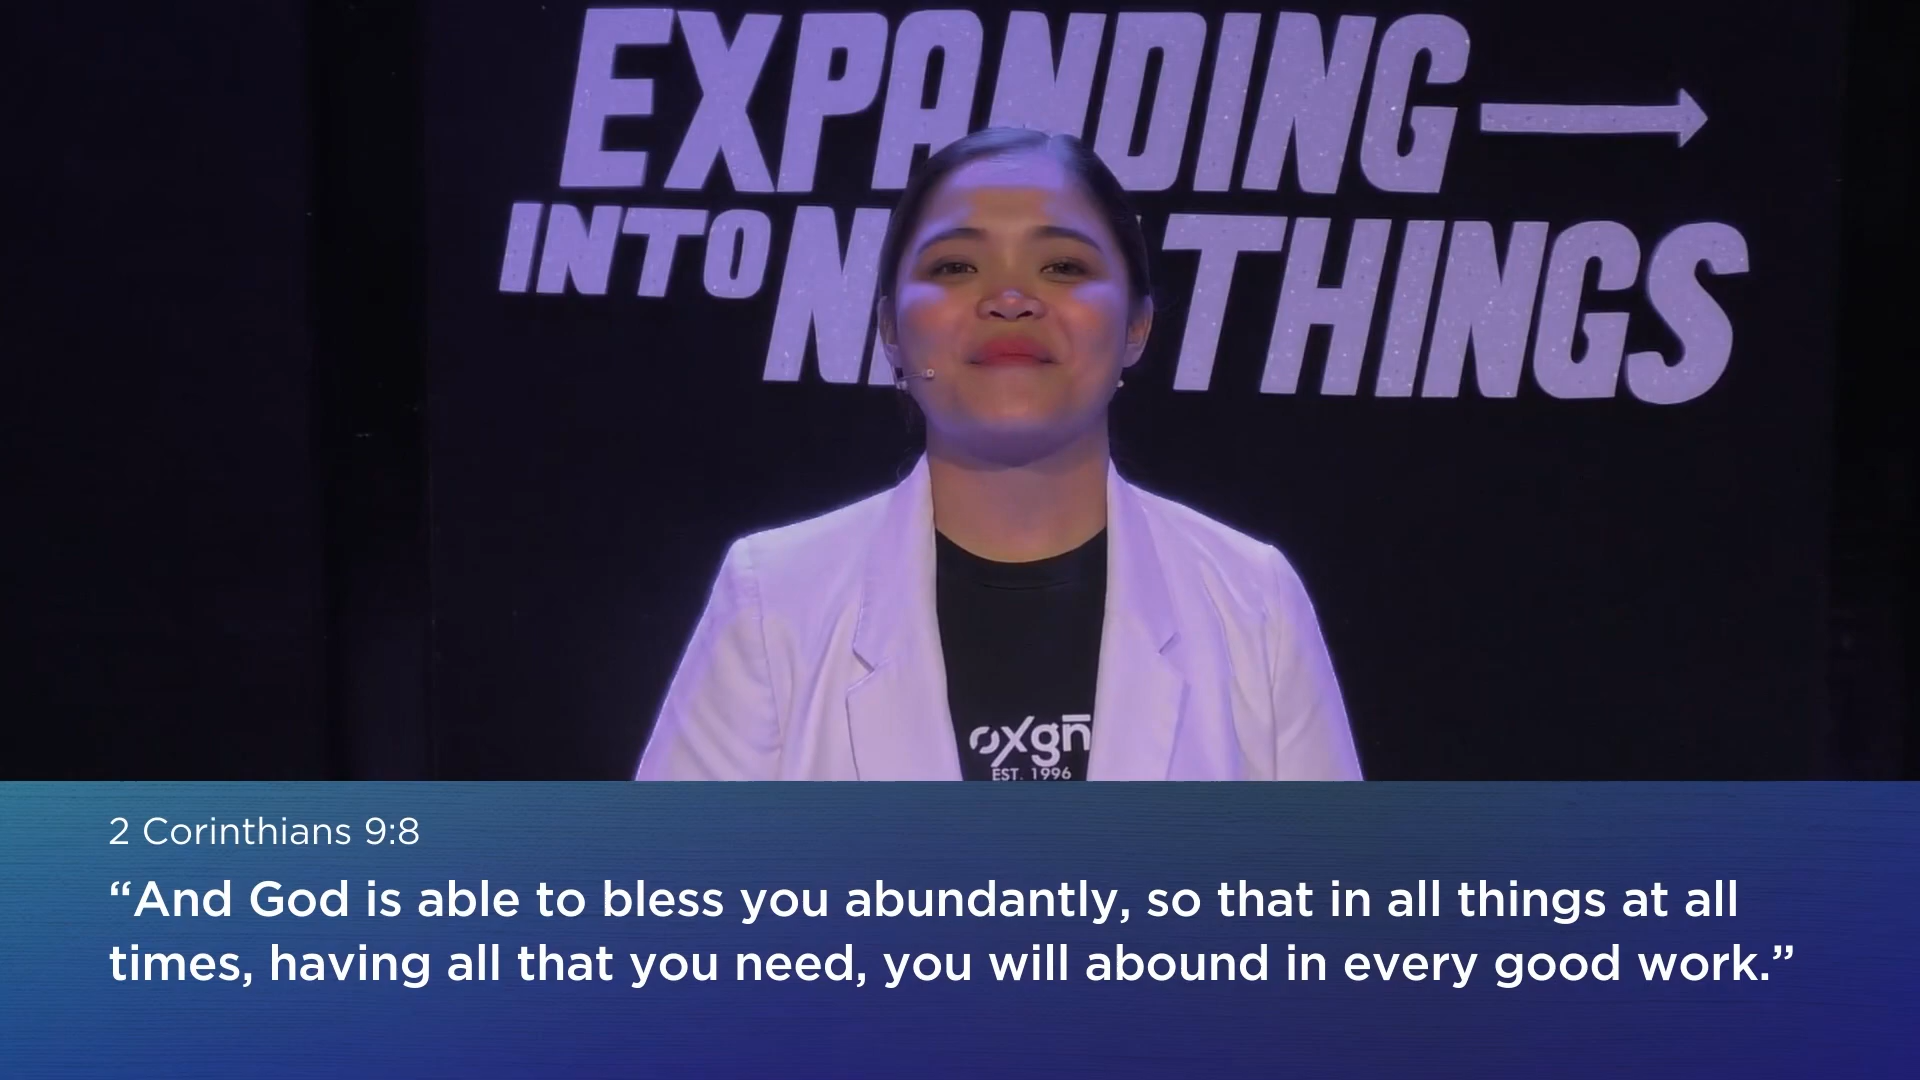 EXPANDING
INTO THINGS
oxgn
EST. 1996
2 Corinthians 9:8
“And God is able to bless you abundantly, so that in all things at all
times, having all that you need, you will abound in every good work.”